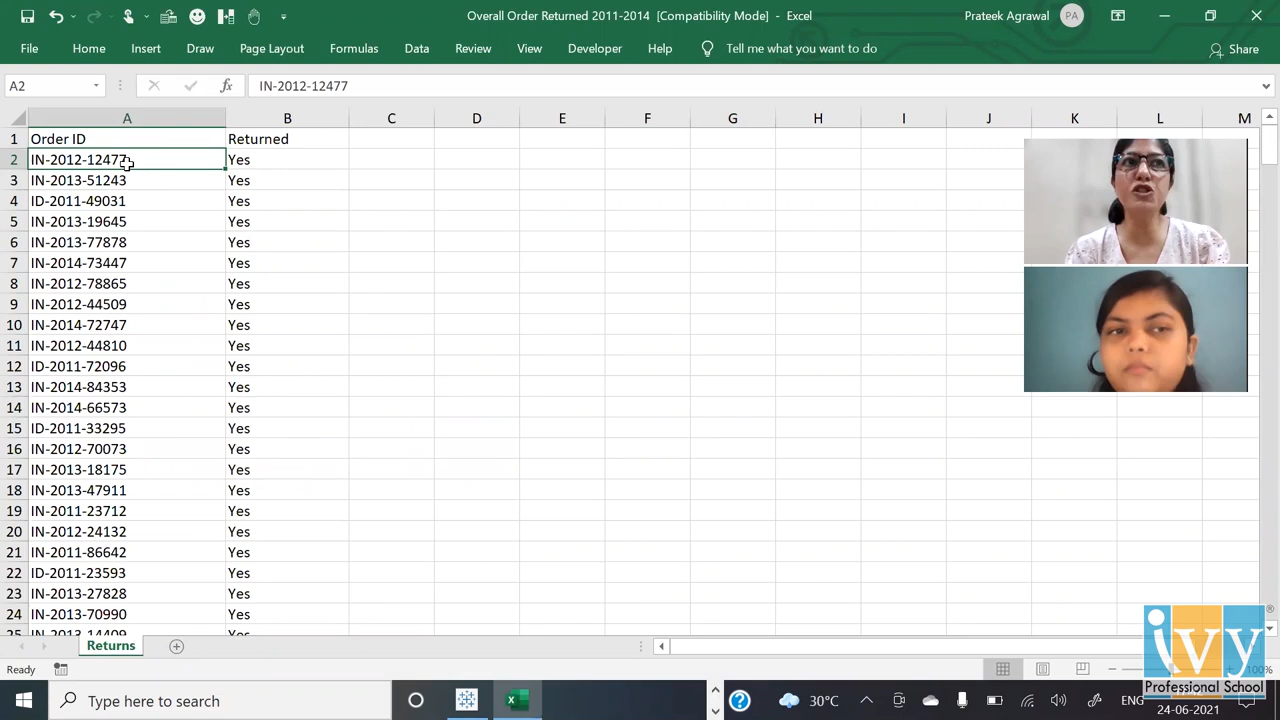 Overall Order Returned 2011-2014 [Compatibility Mode] - Excel
Prateek Agrawal
PA
File Home Insert Draw Page Layout Formulas Data Review View Developer Help Tell me what you want to do Share
A2 fx IN-2012-12477
A B C D E F G H I J L M
1 Order ID Returned
2 IN-2012-12477 Yes
3 IN-2013-51243 Yes
4 ID-2011-49031 Yes
5 IN-2013-19645 Yes
6 IN-2013-77878 Yes
7 IN-2014-73447 Yes
8 IN-2012-78865 Yes
9 IN-2012-44509 Yes
10 IN-2014-72747 Yes
11 IN-2012-44810 Yes
12 ID-2011-72096 Yes
13 IN-2014-84353 Yes
14 IN-2014-66573 Yes
15 ID-2011-33295 Yes
16 IN-2012-70073 Yes
17 IN-2013-18175 Yes
18 IN-2013-47911 Yes
19 IN-2011-23712 Yes
20 IN-2012-24132 Yes
21 IN-2011-86642 Yes
22 ID-2011-23593 Yes
23 IN-2013-27828 Yes
24 IN-2013-70990 Yes
25 IN-2013-14409 Yes
Returns
Ready
100%
ivy
Professional School
Type here to search
30°C
ENG
24-06-2021